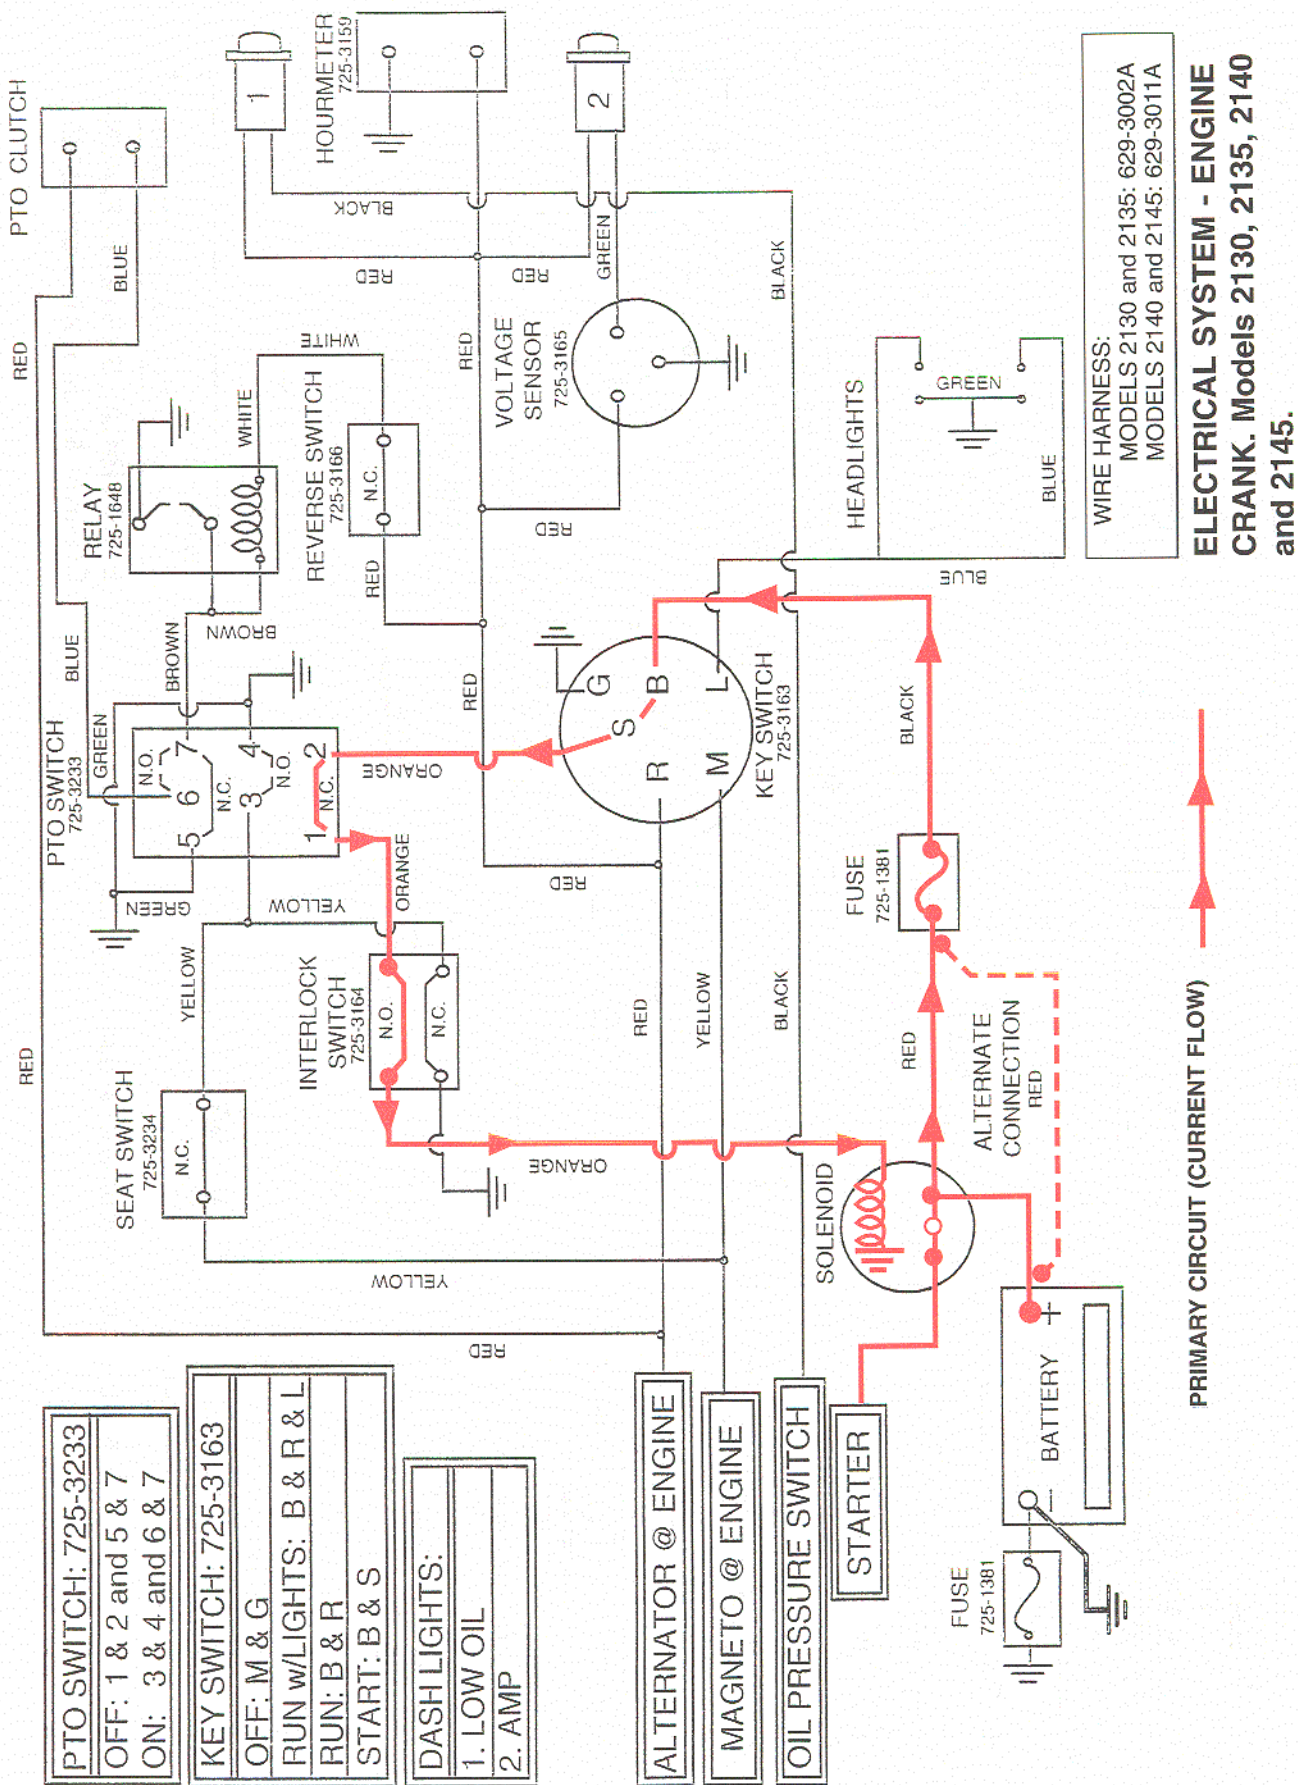 PTO SWITCH: 725-3233
OFF: 1 & 2 and 5 & 7
ON: 3 & 4 and 6 & 7
KEY SWITCH: 725-3163
OFF: M & G
RUN w/LIGHTS: B & R & L
RUN: B & R
START: B & S
DASH LIGHTS:
1. LOW OIL
2. AMP
ALTERNATOR @ ENGINE
MAGNETO @ ENGINE
OIL PRESSURE SWITCH
STARTER
RED
RED
RED
PTO CLUTCH
BLUE
BLUE
PTO SWITCH
725-3233
GREEN
GREEN
N.O.
7
6
5
N.C.
4
3
N.O.
2
1
N.C.
BROWN
BROWN
RELAY
725-1648
WHITE
WHITE
REVERSE SWITCH
725-3166
N.C.
RED
SEAT SWITCH
725-3234
N.C.
YELLOW
YELLOW
YELLOW
INTERLOCK
SWITCH
725-3164
N.O.
N.C.
ORANGE
ORANGE
ORANGE
1
BLACK
HOURMETER
725-3159
RED
RED
2
GREEN
RED
VOLTAGE
SENSOR
725-3165
RED
RED
RED
RED
YELLOW
BLACK
BLACK
G
S
B
R
M
L
KEY SWITCH
725-3163
HEADLIGHTS
GREEN
BLUE
BLUE
BLACK
FUSE
725-1381
RED
ALTERNATE
CONNECTION
RED
SOLENOID
BATTERY
+
–
FUSE
725-1381
PRIMARY CIRCUIT (CURRENT FLOW)
WIRE HARNESS:
MODELS 2130 and 2135: 629-3002A
MODELS 2140 and 2145: 629-3011A
ELECTRICAL SYSTEM - ENGINE
CRANK. Models 2130, 2135, 2140
and 2145.